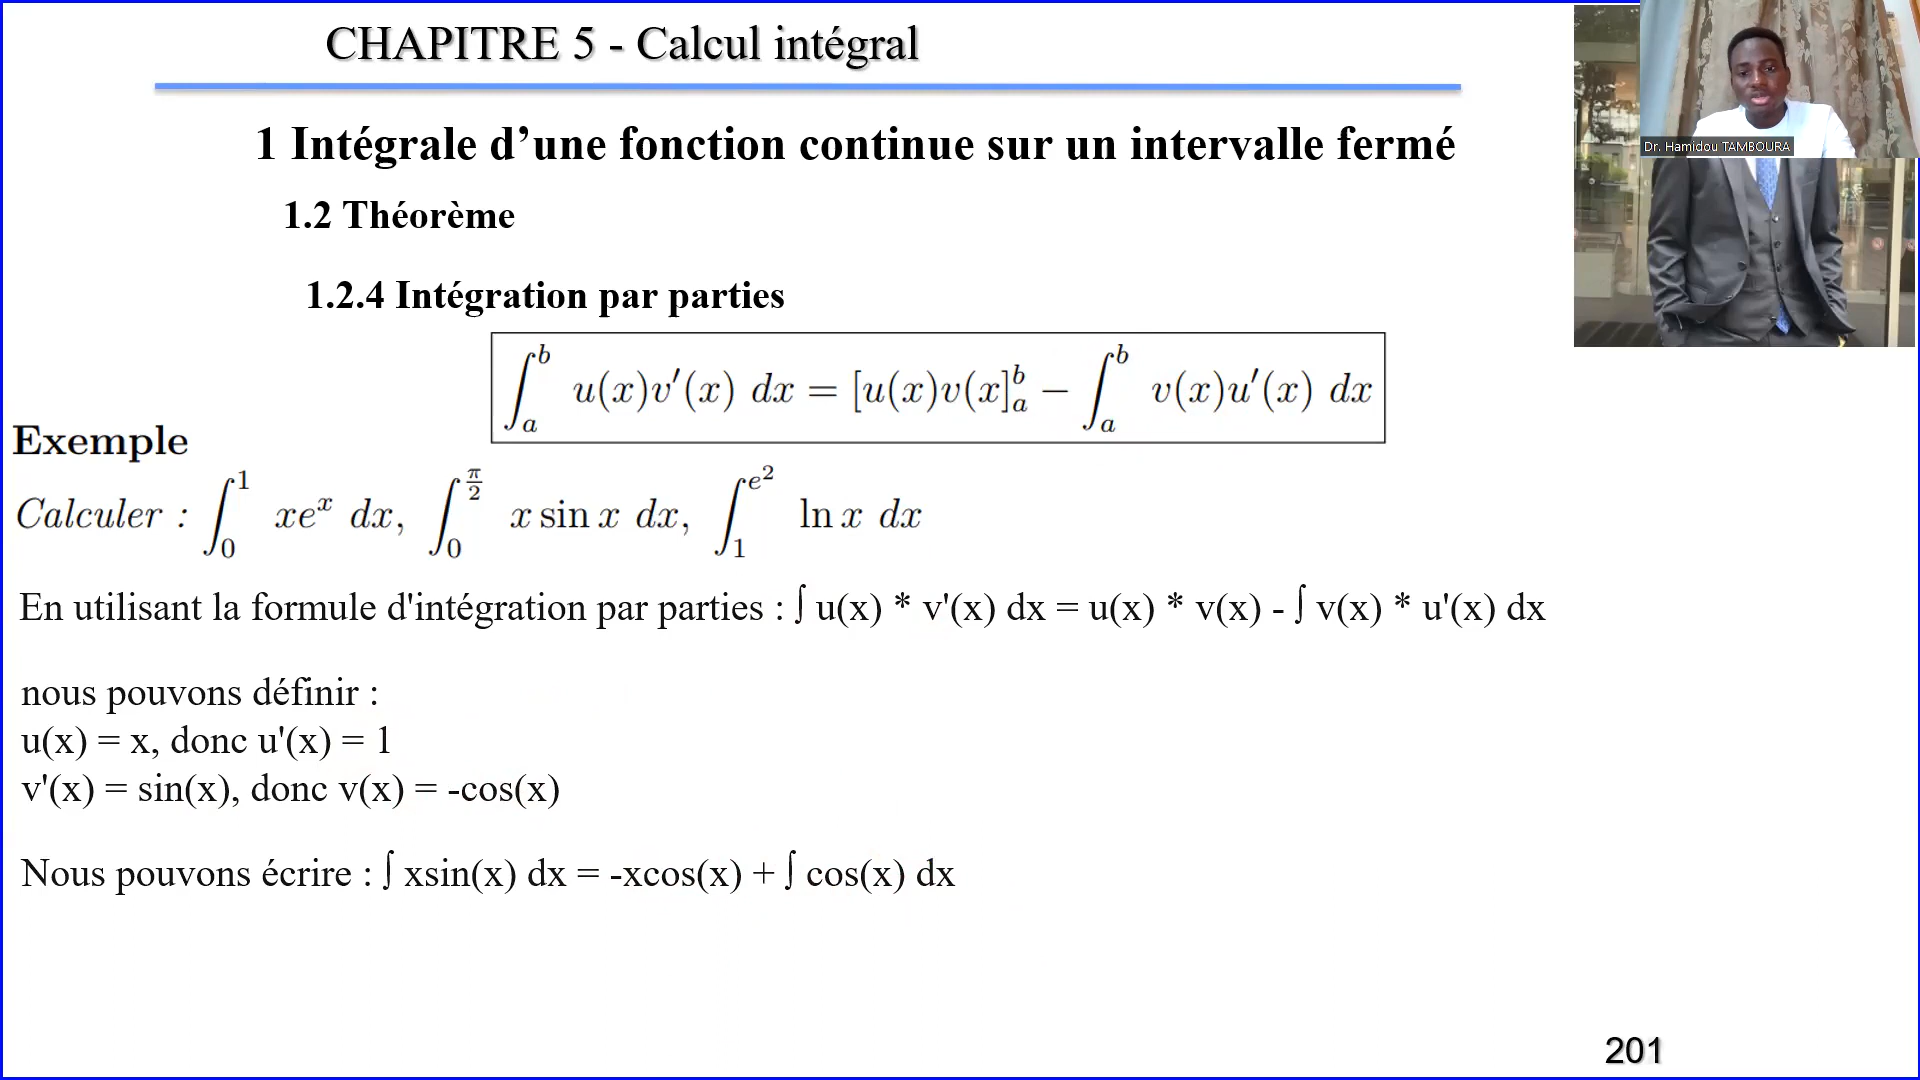 CHAPITRE 5 - Calcul intégral
1 Intégrale d’une fonction continue sur un intervalle fermé
Dr. Hamidou TAMBOURA
1.2 Théorème
1.2.4 Intégration par parties
∫_a^b u(x)v′(x) dx = [u(x)v(x]_a^b − ∫_a^b v(x)u′(x) dx
Exemple
Calculer : ∫_0^1 xe^x dx, ∫_0^{π/2} x sin x dx, ∫_1^{e^2} ln x dx
En utilisant la formule d'intégration par parties : ∫ u(x) * v'(x) dx = u(x) * v(x) - ∫ v(x) * u'(x) dx
nous pouvons définir :
u(x) = x, donc u'(x) = 1
v'(x) = sin(x), donc v(x) = -cos(x)
Nous pouvons écrire : ∫ xsin(x) dx = -xcos(x) + ∫ cos(x) dx
201